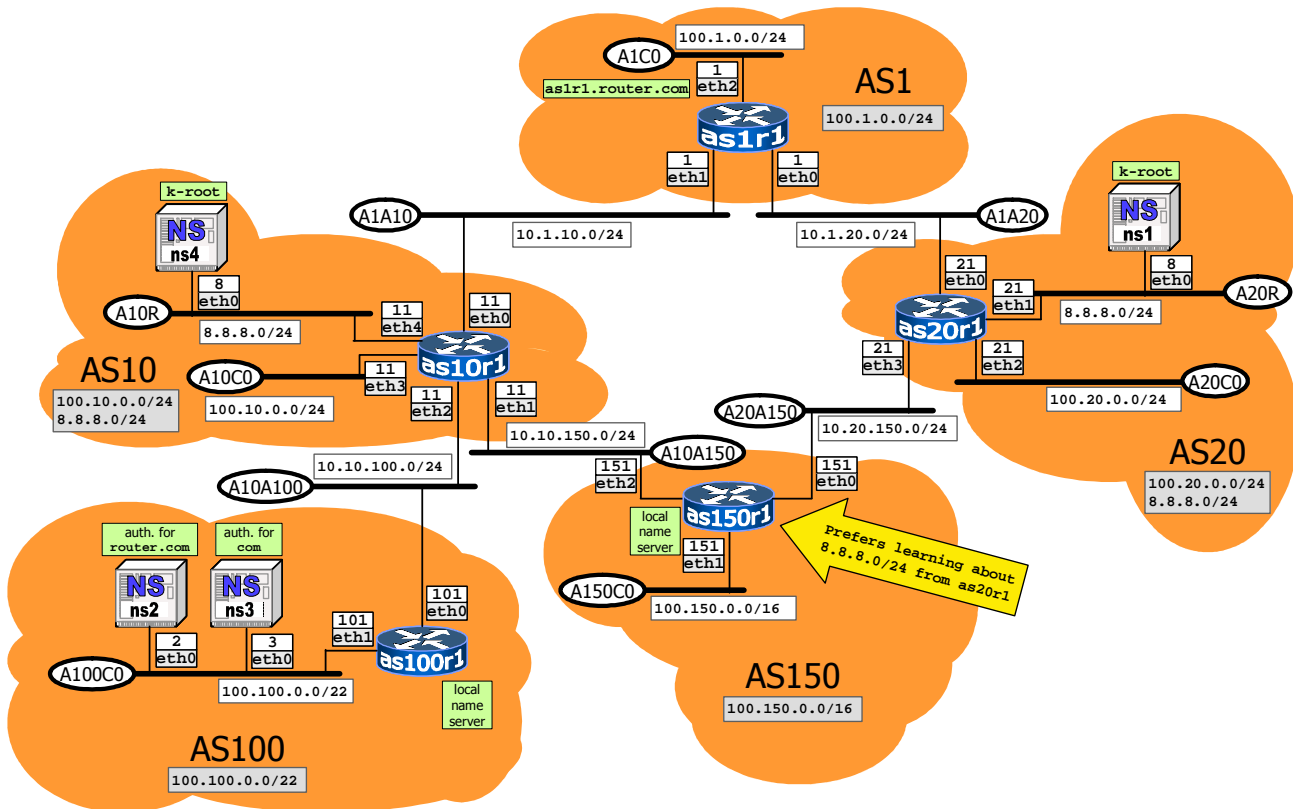 100.1.0.0/24
A1C0
1
eth2
as1r1.router.com
AS1
100.1.0.0/24
as1r1
1
eth1
1
eth0
k-root
NS
ns4
A1A10
10.1.10.0/24
10.1.20.0/24
A1A20
k-root
NS
ns1
8
eth0
A10R
8.8.8.0/24
11
eth4
11
eth0
as10r1
21
eth0
21
eth1
8
eth0
A20R
8.8.8.0/24
as20r1
AS10
100.10.0.0/24
8.8.8.0/24
A10C0
100.10.0.0/24
11
eth3
11
eth2
11
eth1
21
eth3
21
eth2
A20C0
100.20.0.0/24
A20A150
10.20.150.0/24
10.10.150.0/24
A10A150
10.10.100.0/24
A10A100
AS20
100.20.0.0/24
8.8.8.0/24
151
eth2
151
eth0
as150r1
local
name
server
151
eth1
Prefers learning about
8.8.8.0/24 from as20r1
A150C0
100.150.0.0/16
AS150
100.150.0.0/16
auth. for
router.com
auth. for
com
NS
ns2
NS
ns3
2
eth0
3
eth0
101
eth1
101
eth0
as100r1
A100C0
100.100.0.0/22
local
name
server
AS100
100.100.0.0/22